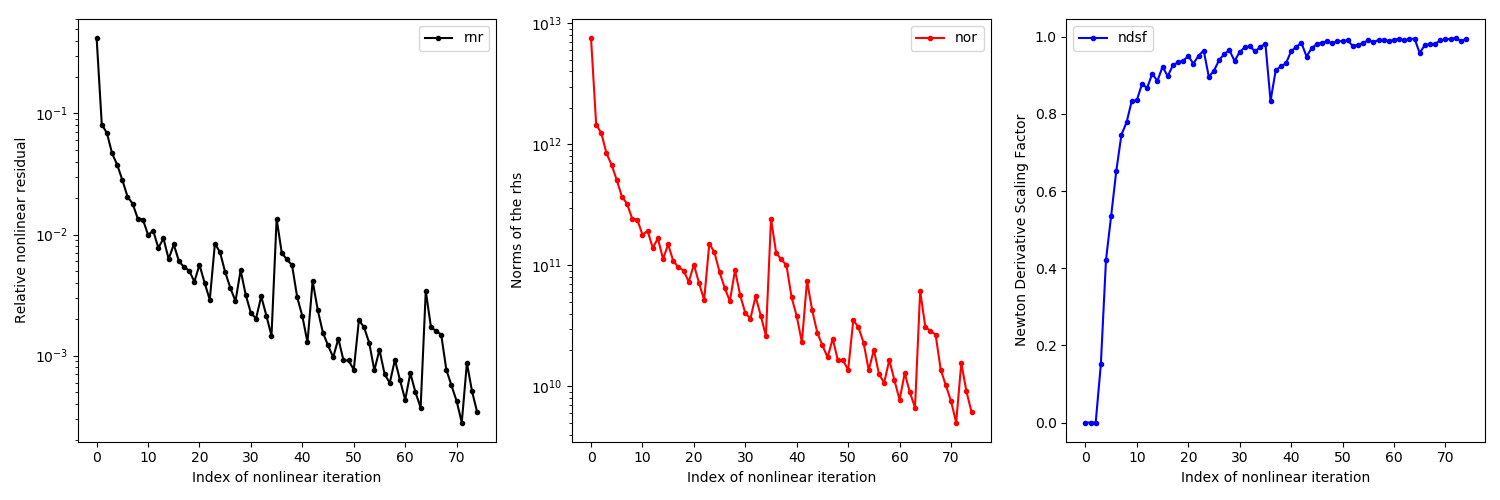 Relative nonlinear residual
10⁻¹
10⁻²
10⁻³
0 10 20 30 40 50 60 70
Index of nonlinear iteration
rnr
Norms of the rhs
10¹³
10¹²
10¹¹
10¹⁰
0 10 20 30 40 50 60 70
Index of nonlinear iteration
nor
Newton Derivative Scaling Factor
1.0
0.8
0.6
0.4
0.2
0.0
0 10 20 30 40 50 60 70
Index of nonlinear iteration
ndsf